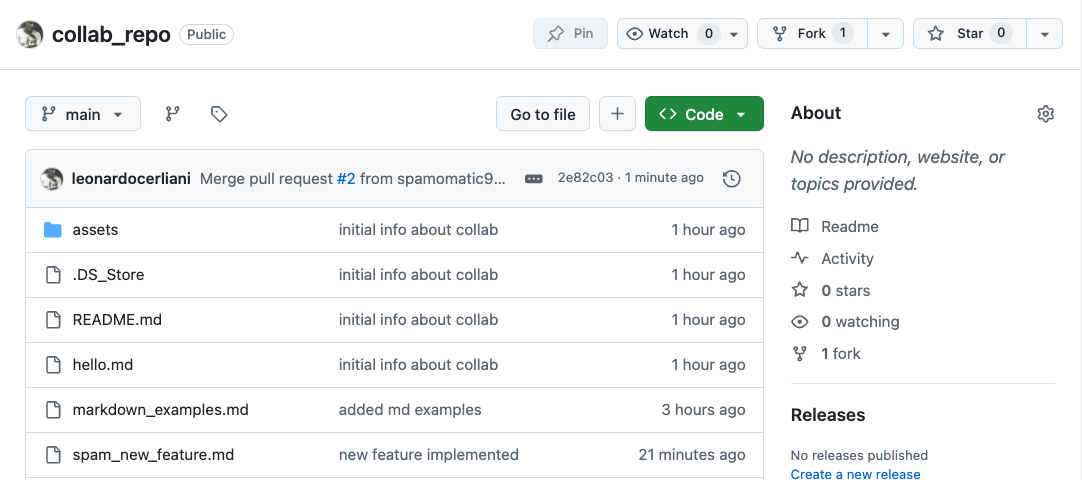 collab_repo Public Pin Watch 0 Fork 1 Star 0
main Go to file + Code
leonardocerliani Merge pull request #2 from spamomatic9... 2e82c03 · 1 minute ago
assets initial info about collab 1 hour ago
.DS_Store initial info about collab 1 hour ago
README.md initial info about collab 1 hour ago
hello.md initial info about collab 1 hour ago
markdown_examples.md added md examples 3 hours ago
spam_new_feature.md new feature implemented 21 minutes ago
About
No description, website, or
topics provided.
Readme
Activity
0 stars
0 watching
1 fork
Releases
No releases published
Create a new release